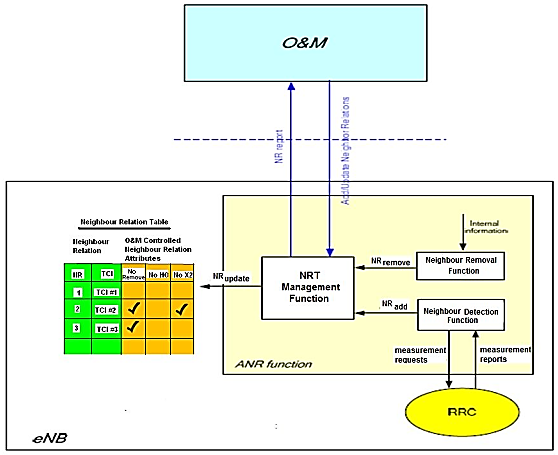 O&M
NR report
Add/Update Neighbor Relations
Neighbour Relation Table
Neighbour
Relation
O&M Controlled
Neighbour Relation
Attributes
NR
TCI
No
Remove
No HO
No X2
1
TCI #1
2
TCI #2
3
TCI #3
NR update
NRT
Management
Function
NR remove
NR add
Internal
information
Neighbour Removal
Function
Neighbour Detection
Function
measurement
requests
measurement
reports
ANR function
RRC
eNB